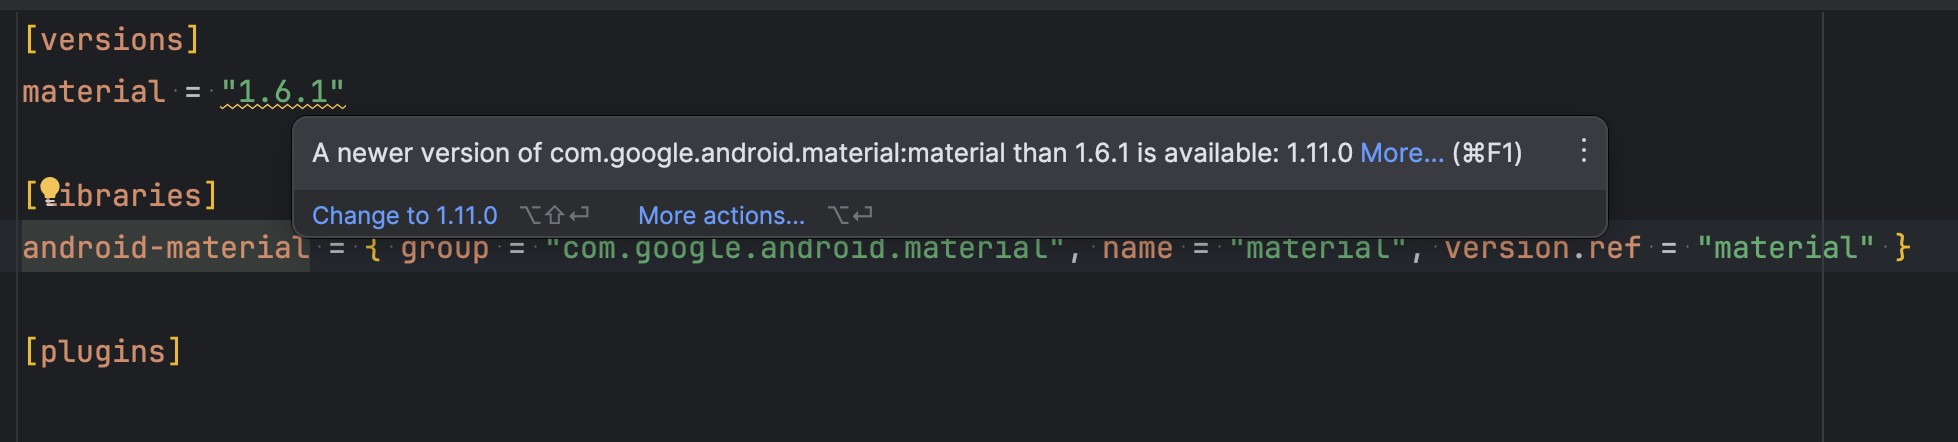 [versions]
material = "1.6.1"
A newer version of com.google.android.material:material than 1.6.1 is available: 1.11.0 More... (⌘F1)
[libraries]
Change to 1.11.0 ⌥⇧⏎ More actions... ⌥⏎
android-material = { group = "com.google.android.material", name = "material", version.ref = "material" }
[plugins]